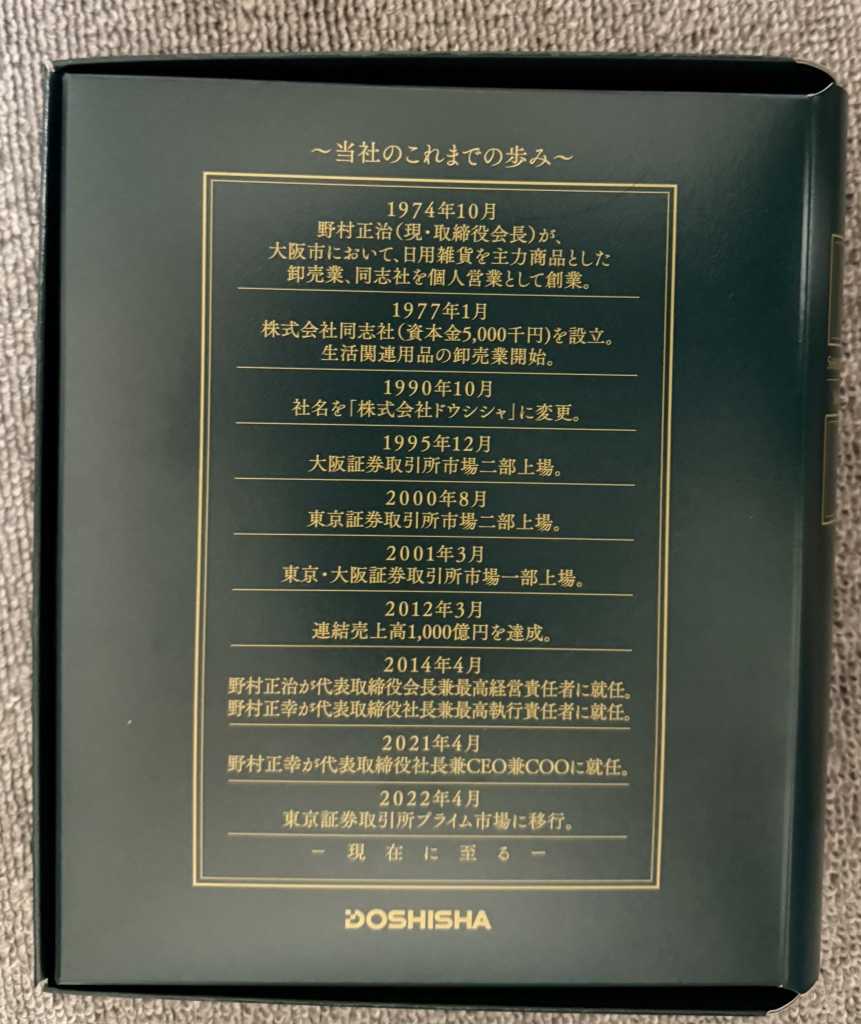 ～当社のこれまでの歩み～
1974年10月
野村正治(現・取締役会長)が、
大阪市において、日用雑貨を主力商品とした
卸売業、同志社を個人営業として創業。
1977年1月
株式会社同志社(資本金5,000千円)を設立。
生活関連用品の卸売業開始。
1990年10月
社名を「株式会社ドウシシャ」に変更。
1995年12月
大阪証券取引所市場二部上場。
2000年8月
東京証券取引所市場二部上場。
2001年3月
東京・大阪証券取引所市場一部上場。
2012年3月
連結売上高1,000億円を達成。
2014年4月
野村正治が代表取締役会長兼最高経営責任者に就任。
野村正幸が代表取締役社長兼最高執行責任者に就任。
2021年4月
野村正幸が代表取締役社長兼CEO兼COOに就任。
2022年4月
東京証券取引所プライム市場に移行。
－ 現 在 に 至 る －
DOSHISHA